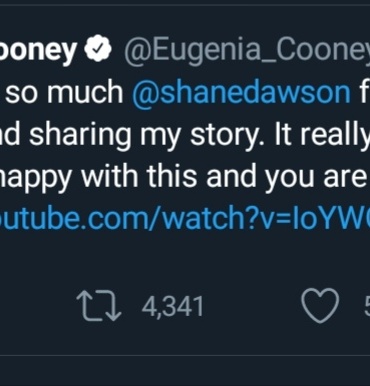 ooney @Eugenia_Cooney
so much @shanedawson f
nd sharing my story. It really
happy with this and you are
outube.com/watch?v=IoYW
4,341
5